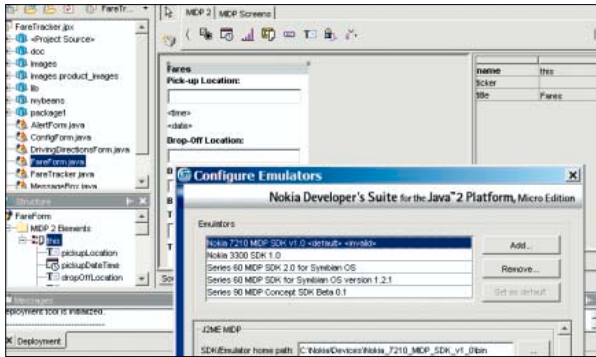 FareTr...
MIDP 2 MIDP Screens
FareTracker.jpx
<Project Source>
doc
images
images.product_images
lib
mybeans
package1
AlertForm.java
ConfigForm.java
DrivingDirectionsForm.java
FareForm.java
FareTracker.java
MessageBox.java
Structure
FareForm
MIDP 2 Elements
this
pickupLocation
pickupDateTime
dropOffLocation
Messages
eployment tool is initialized.
Deployment
Fares
Pick-up Location:
<time>
<date>
Drop-Off Location:
name this
ticker
title Fares
Configure Emulators
Nokia Developer's Suite for the Java™2 Platform, Micro Edition
Emulators
Nokia 7210 MIDP SDK v1.0 <default> <invalid>
Nokia 3300 SDK 1.0
Series 60 MIDP SDK 2.0 for Symbian OS
Series 60 MIDP SDK for Symbian OS version 1.2.1
Series 90 MIDP Concept SDK Beta 0.1
Add...
Remove...
Set as default
J2ME MIDP
SDK/Emulator home path: C:\Nokia\Devices\Nokia_7210_MIDP_SDK_v1_0\bin
...